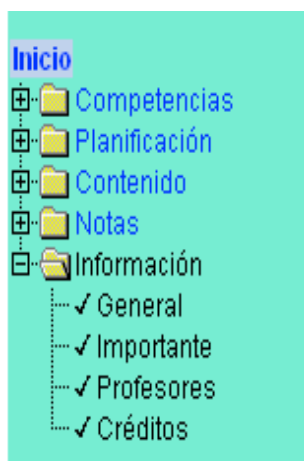 Inicio
Competencias
Planificación
Contenido
Notas
Información
General
Importante
Profesores
Créditos